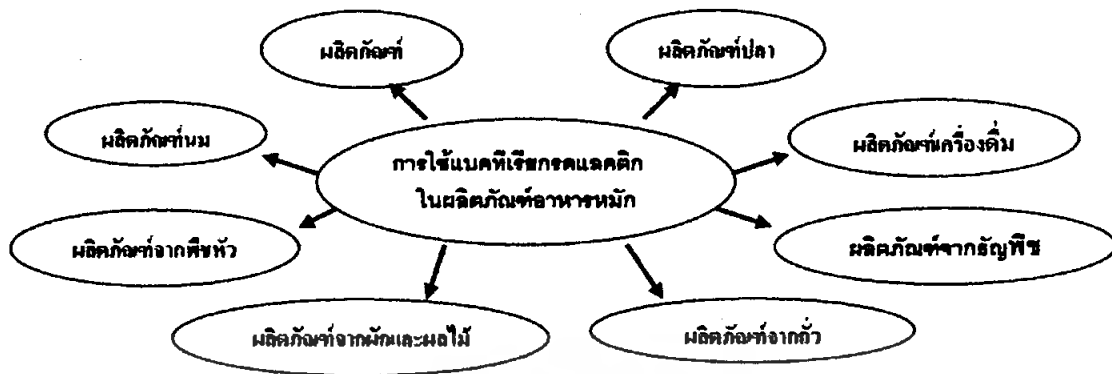 ผลิตภัณฑ์
ผลิตภัณฑ์ปลา
ผลิตภัณฑ์นม
ผลิตภัณฑ์เครื่องดื่ม
การใช้แบคทีเรียกรดแลคติก
ในผลิตภัณฑ์อาหารหมัก
ผลิตภัณฑ์จากพืชหัว
ผลิตภัณฑ์จากธัญพืช
ผลิตภัณฑ์จากผักและผลไม้
ผลิตภัณฑ์จากถั่ว